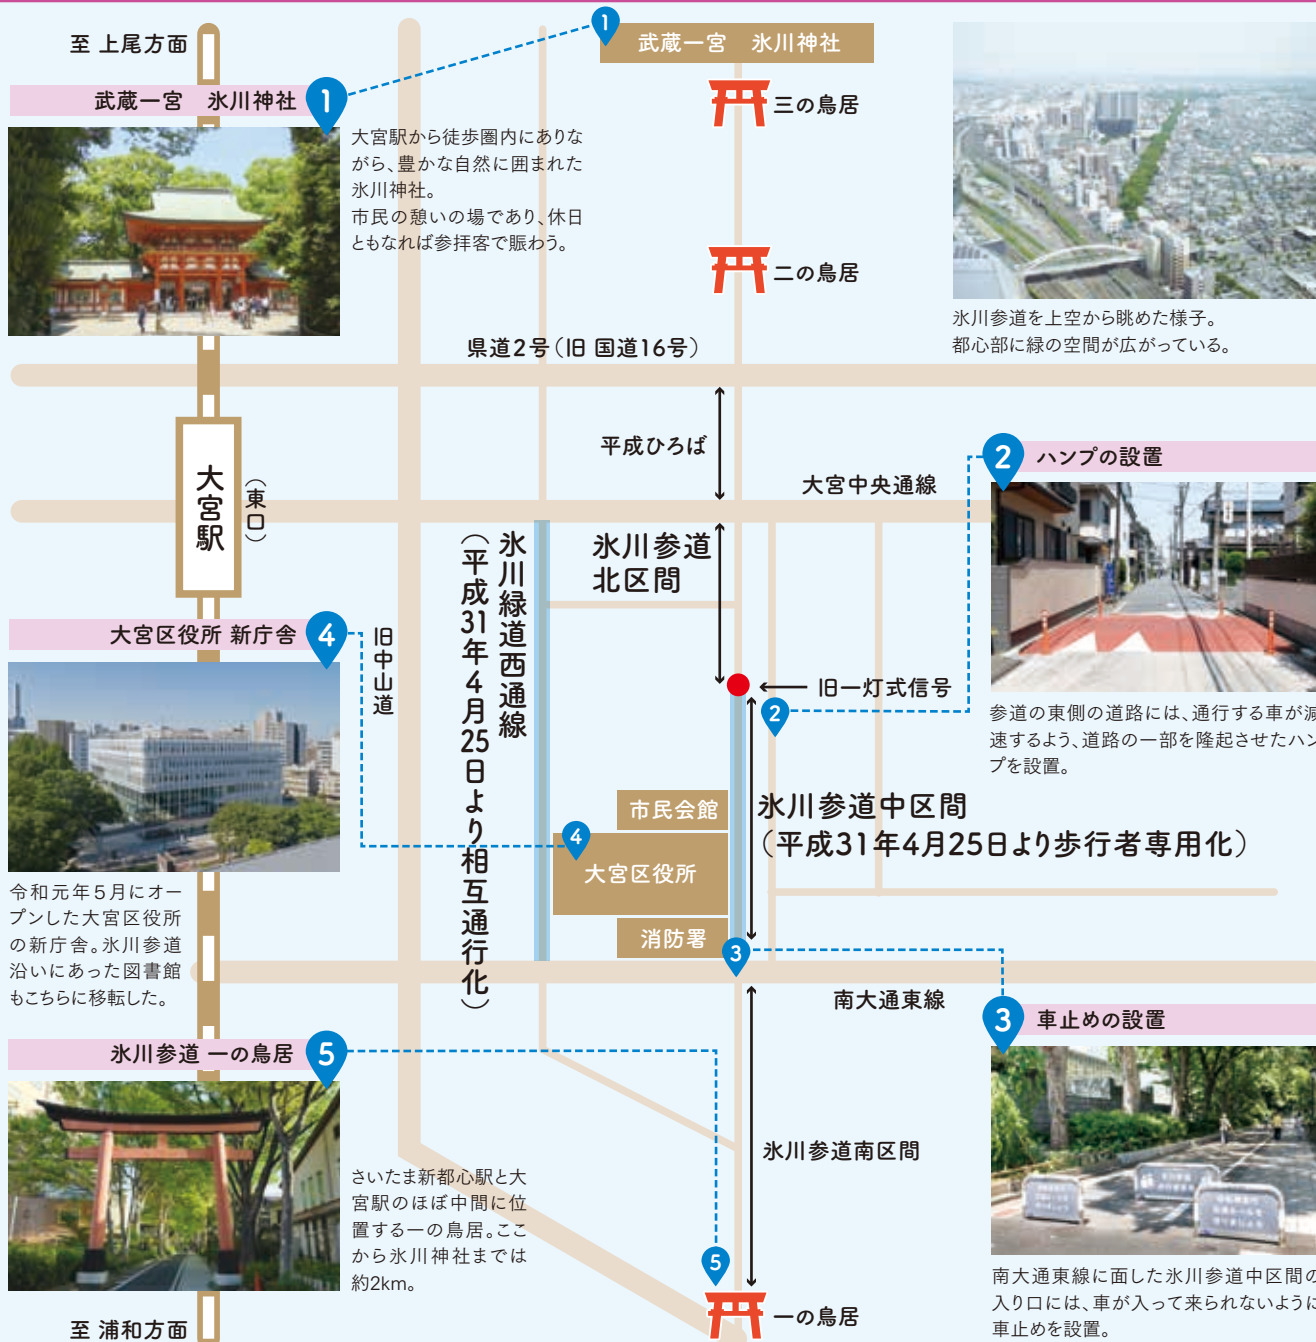 至 上尾方面
武蔵一宮　氷川神社
1
大宮駅から徒歩圏内にありな
がら、豊かな自然に囲まれた
氷川神社。
市民の憩いの場であり、休日
ともなれば参拝客で賑わう。
1
武蔵一宮　氷川神社
三の鳥居
二の鳥居
氷川参道を上空から眺めた様子。
都心部に緑の空間が広がっている。
県道2号（旧 国道16号）
平成ひろば
大宮中央通線
大宮駅
（東口）
2
ハンプの設置
参道の東側の道路には、通行する車が減
速するよう、道路の一部を隆起させたハン
プを設置。
氷川参道
北区間
氷川緑道西通線
（平成31年4月25日より相互通行化）
旧中山道
旧一灯式信号
2
大宮区役所 新庁舎
4
令和元年5月にオー
プンした大宮区役所
の新庁舎。氷川参道
沿いにあった図書館
もこちらに移転した。
市民会館
4
大宮区役所
消防署
氷川参道中区間
（平成31年4月25日より歩行者専用化）
3
南大通東線
3
車止めの設置
南大通東線に面した氷川参道中区間の
入り口には、車が入って来られないように
車止めを設置。
氷川参道 一の鳥居
5
さいたま新都心駅と大
宮駅のほぼ中間に位
置する一の鳥居。ここ
から氷川神社までは
約2km。
氷川参道南区間
5
一の鳥居
至 浦和方面